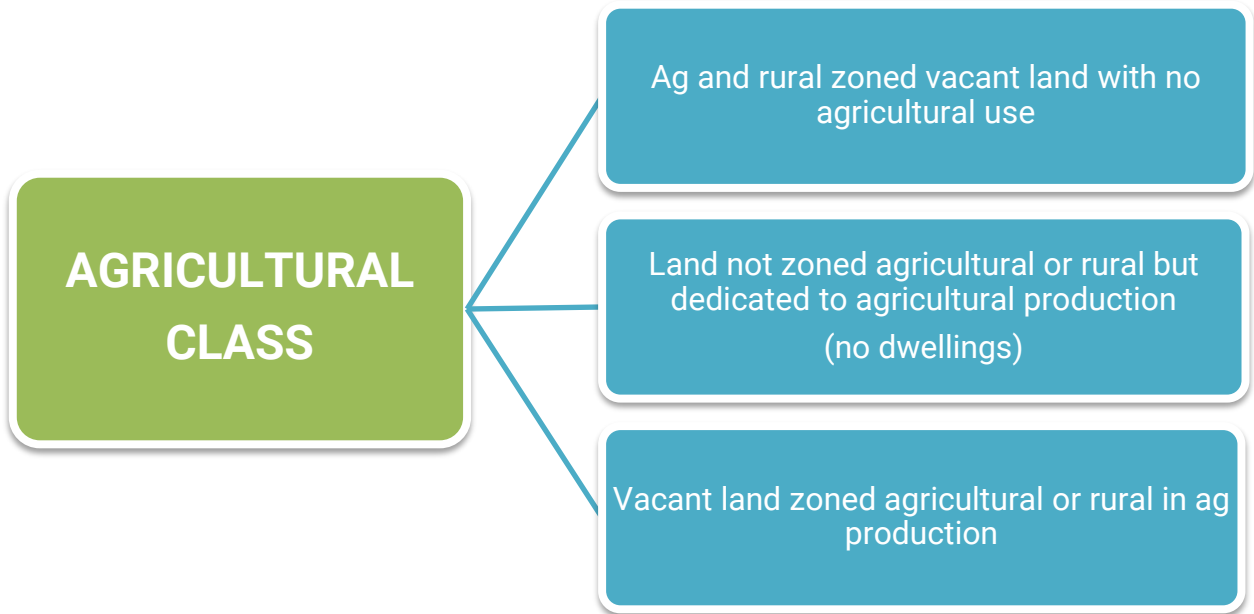 AGRICULTURAL
CLASS
Ag and rural zoned vacant land with no
agricultural use
Land not zoned agricultural or rural but
dedicated to agricultural production
(no dwellings)
Vacant land zoned agricultural or rural in ag
production